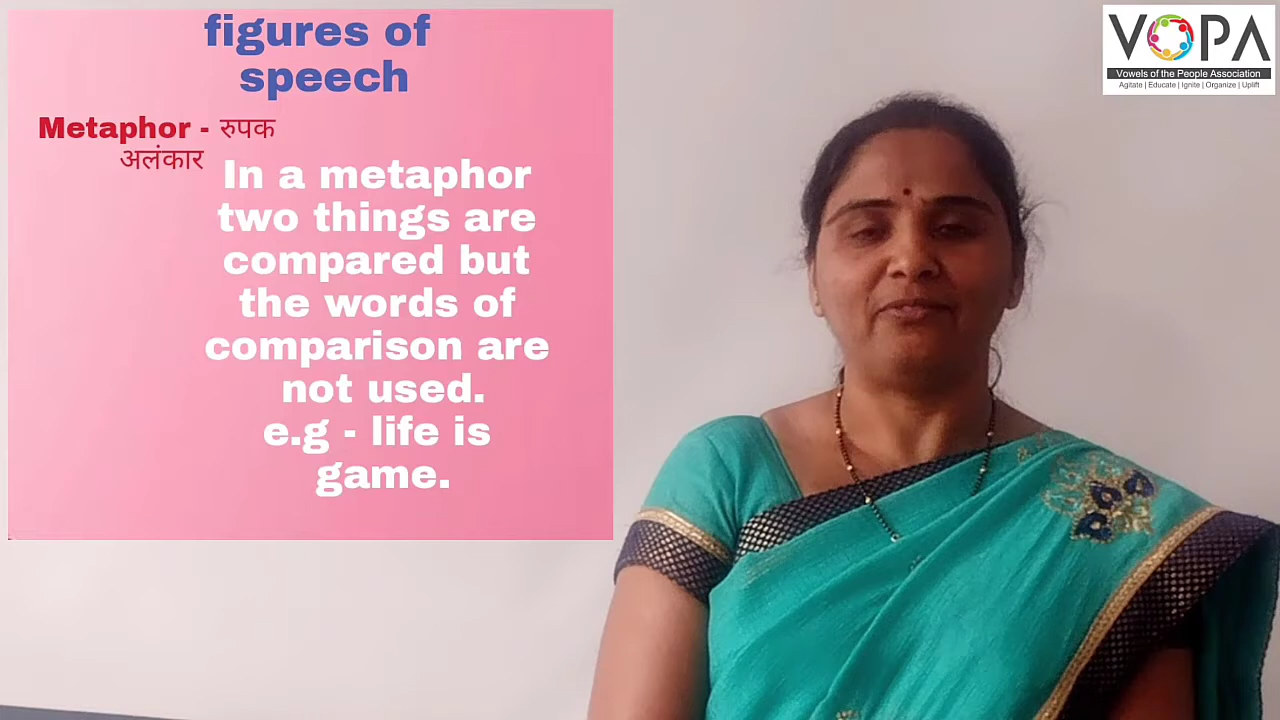 figures of
speech
Metaphor - रुपक
अलंकार
In a metaphor
two things are
compared but
the words of
comparison are
not used.
e.g - life is
game.
VOPA
Vowels of the People Association
Agitate | Educate | Ignite | Organize | Uplift